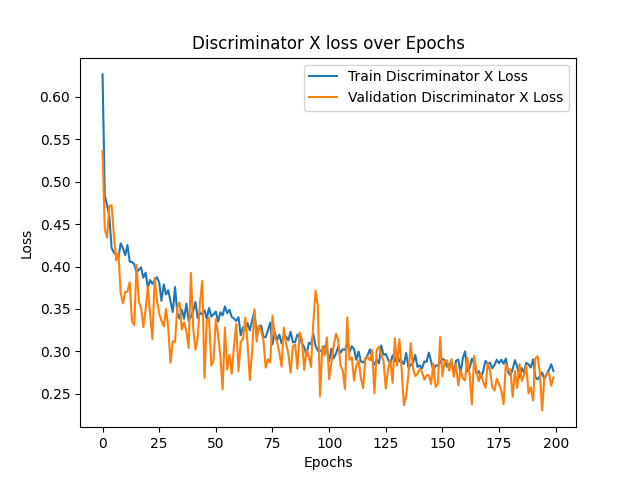 Discriminator X loss over Epochs
Train Discriminator X Loss
Validation Discriminator X Loss
Loss
0.60
0.55
0.50
0.45
0.40
0.35
0.30
0.25
0 25 50 75 100 125 150 175 200
Epochs